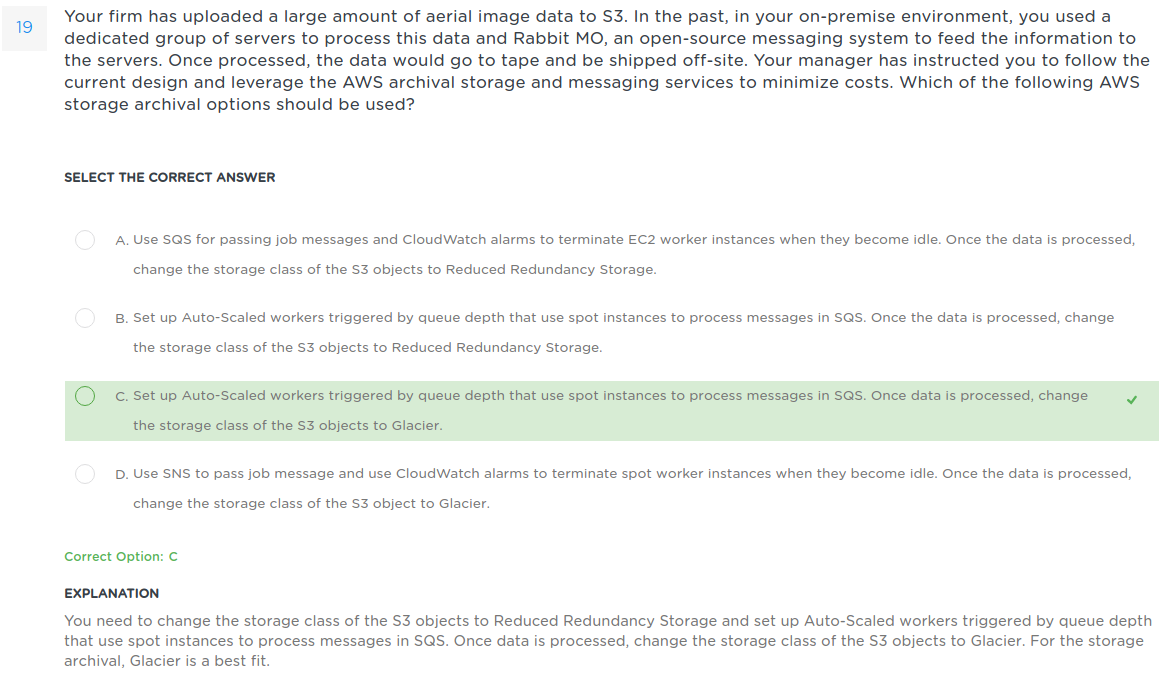 19
Your firm has uploaded a large amount of aerial image data to S3. In the past, in your on-premise environment, you used a
dedicated group of servers to process this data and Rabbit MO, an open-source messaging system to feed the information to
the servers. Once processed, the data would go to tape and be shipped off-site. Your manager has instructed you to follow the
current design and leverage the AWS archival storage and messaging services to minimize costs. Which of the following AWS
storage archival options should be used?
SELECT THE CORRECT ANSWER
A. Use SQS for passing job messages and CloudWatch alarms to terminate EC2 worker instances when they become idle. Once the data is processed,
change the storage class of the S3 objects to Reduced Redundancy Storage.
B. Set up Auto-Scaled workers triggered by queue depth that use spot instances to process messages in SQS. Once the data is processed, change
the storage class of the S3 objects to Reduced Redundancy Storage.
C. Set up Auto-Scaled workers triggered by queue depth that use spot instances to process messages in SQS. Once data is processed, change
the storage class of the S3 objects to Glacier.
D. Use SNS to pass job message and use CloudWatch alarms to terminate spot worker instances when they become idle. Once the data is processed,
change the storage class of the S3 object to Glacier.
Correct Option: C
EXPLANATION
You need to change the storage class of the S3 objects to Reduced Redundancy Storage and set up Auto-Scaled workers triggered by queue depth
that use spot instances to process messages in SQS. Once data is processed, change the storage class of the S3 objects to Glacier. For the storage
archival, Glacier is a best fit.